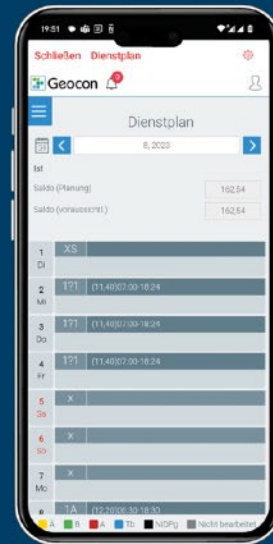 19:51
Schließen Dienstplan
Geocon
Dienstplan
8, 2023
Ist
Saldo (Planung) 162,54
Saldo (voraussichtl.) 162,54
1 XS
Di
2 1?1 (11,40)07:00-18:24
Mi
3 1?1 (11,40)07:00-18:24
Do
4 1?1 (11,40)07:00-18:24
Fr
5 X
Sa
6 X
So
7 X
Mo
8 1A (12,20)06:30-18:30
A B A Tb NiDPg Nicht bearbeitet